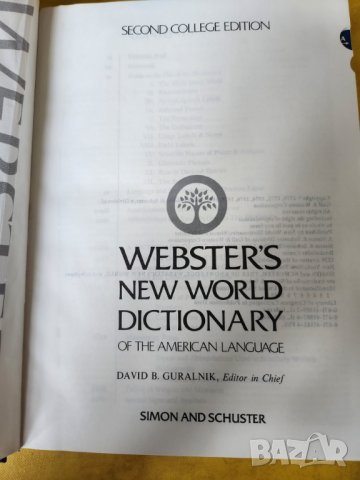 SECOND COLLEGE EDITION
WEBSTER'S
NEW WORLD
DICTIONARY
OF THE AMERICAN LANGUAGE
DAVID B. GURALNIK, Editor in Chief
SIMON AND SCHUSTER
BAZAR